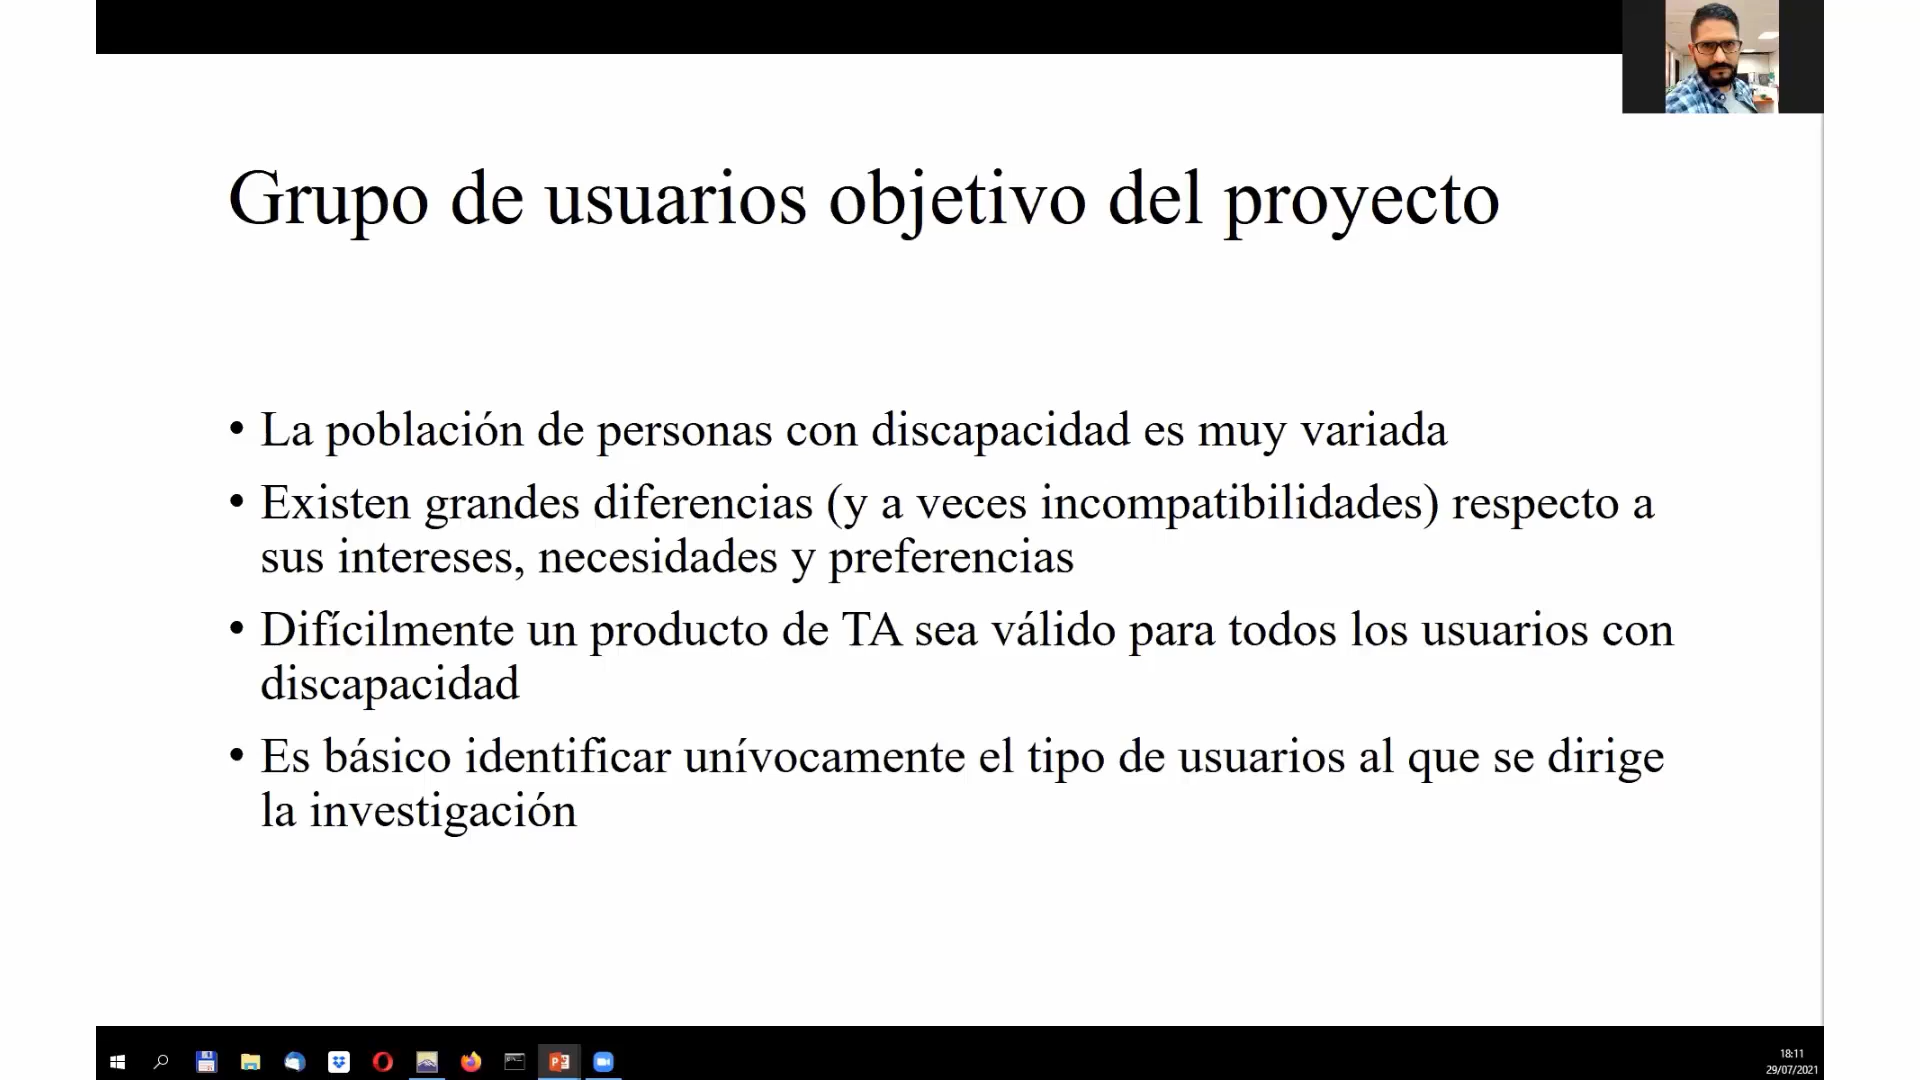 Grupo de usuarios objetivo del proyecto
• La población de personas con discapacidad es muy variada
• Existen grandes diferencias (y a veces incompatibilidades) respecto a
sus intereses, necesidades y preferencias
• Difícilmente un producto de TA sea válido para todos los usuarios con
discapacidad
• Es básico identificar unívocamente el tipo de usuarios al que se dirige
la investigación
18:11
29/07/2021